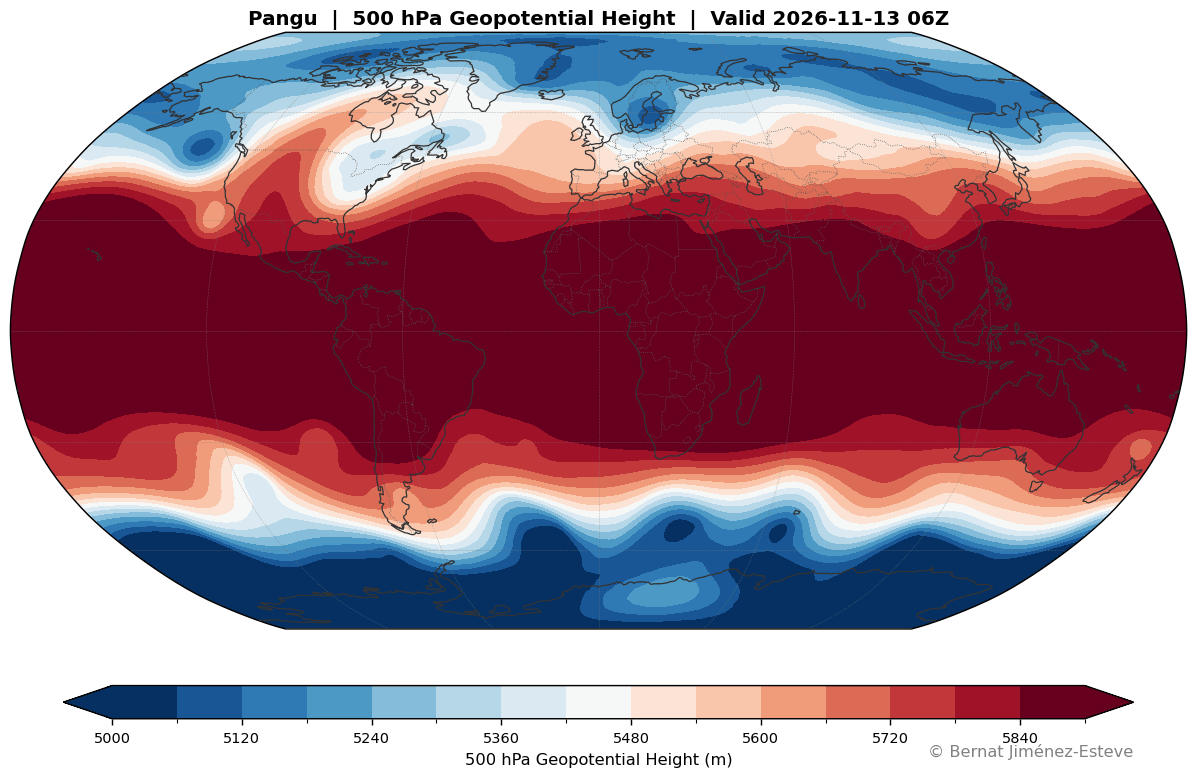 Pangu | 500 hPa Geopotential Height | Valid 2026-11-13 06Z
5000 5120 5240 5360 5480 5600 5720 5840
500 hPa Geopotential Height (m)
© Bernat Jiménez-Esteve